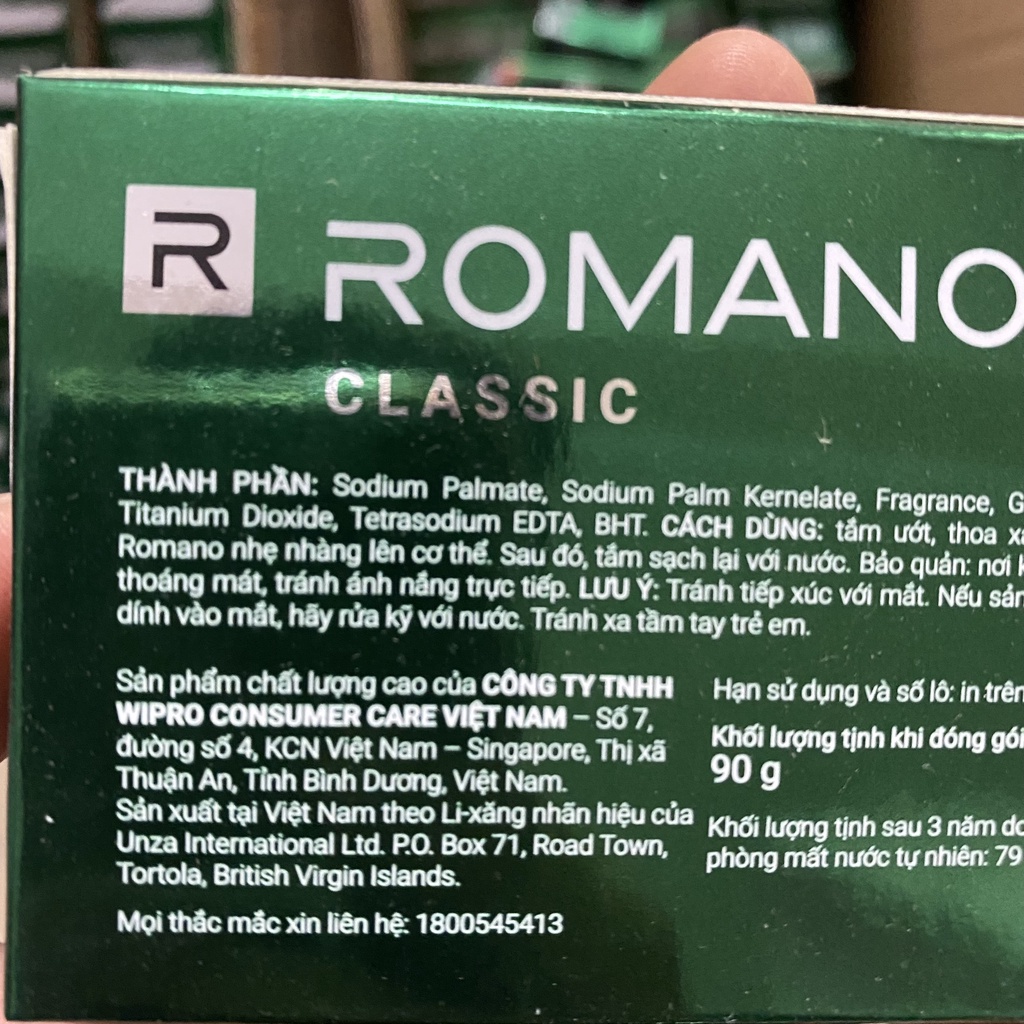 R ROMANO
CLASSIC
THÀNH PHẦN: Sodium Palmate, Sodium Palm Kernelate, Fragrance,
Titanium Dioxide, Tetrasodium EDTA, BHT. CÁCH DÙNG: tắm ướt, thoa
Romano nhẹ nhàng lên cơ thể. Sau đó, tắm sạch lại với nước. Bảo quản: nơi
thoáng mát, tránh ánh nắng trực tiếp. LƯU Ý: Tránh tiếp xúc với mắt. Nếu sản
dính vào mắt, hãy rửa kỹ với nước. Tránh xa tầm tay trẻ em.
Sản phẩm chất lượng cao của CÔNG TY TNHH
WIPRO CONSUMER CARE VIỆT NAM – Số 7,
đường số 4, KCN Việt Nam – Singapore, Thị xã
Thuận An, Tỉnh Bình Dương, Việt Nam.
Sản xuất tại Việt Nam theo Li-xăng nhãn hiệu của
Unza International Ltd. P.O. Box 71, Road Town,
Tortola, British Virgin Islands.
Mọi thắc mắc xin liên hệ: 1800545413
Hạn sử dụng và số lô: in trên
Khối lượng tịnh khi đóng gói
90 g
Khối lượng tịnh sau 3 năm do
phòng mất nước tự nhiên: 79